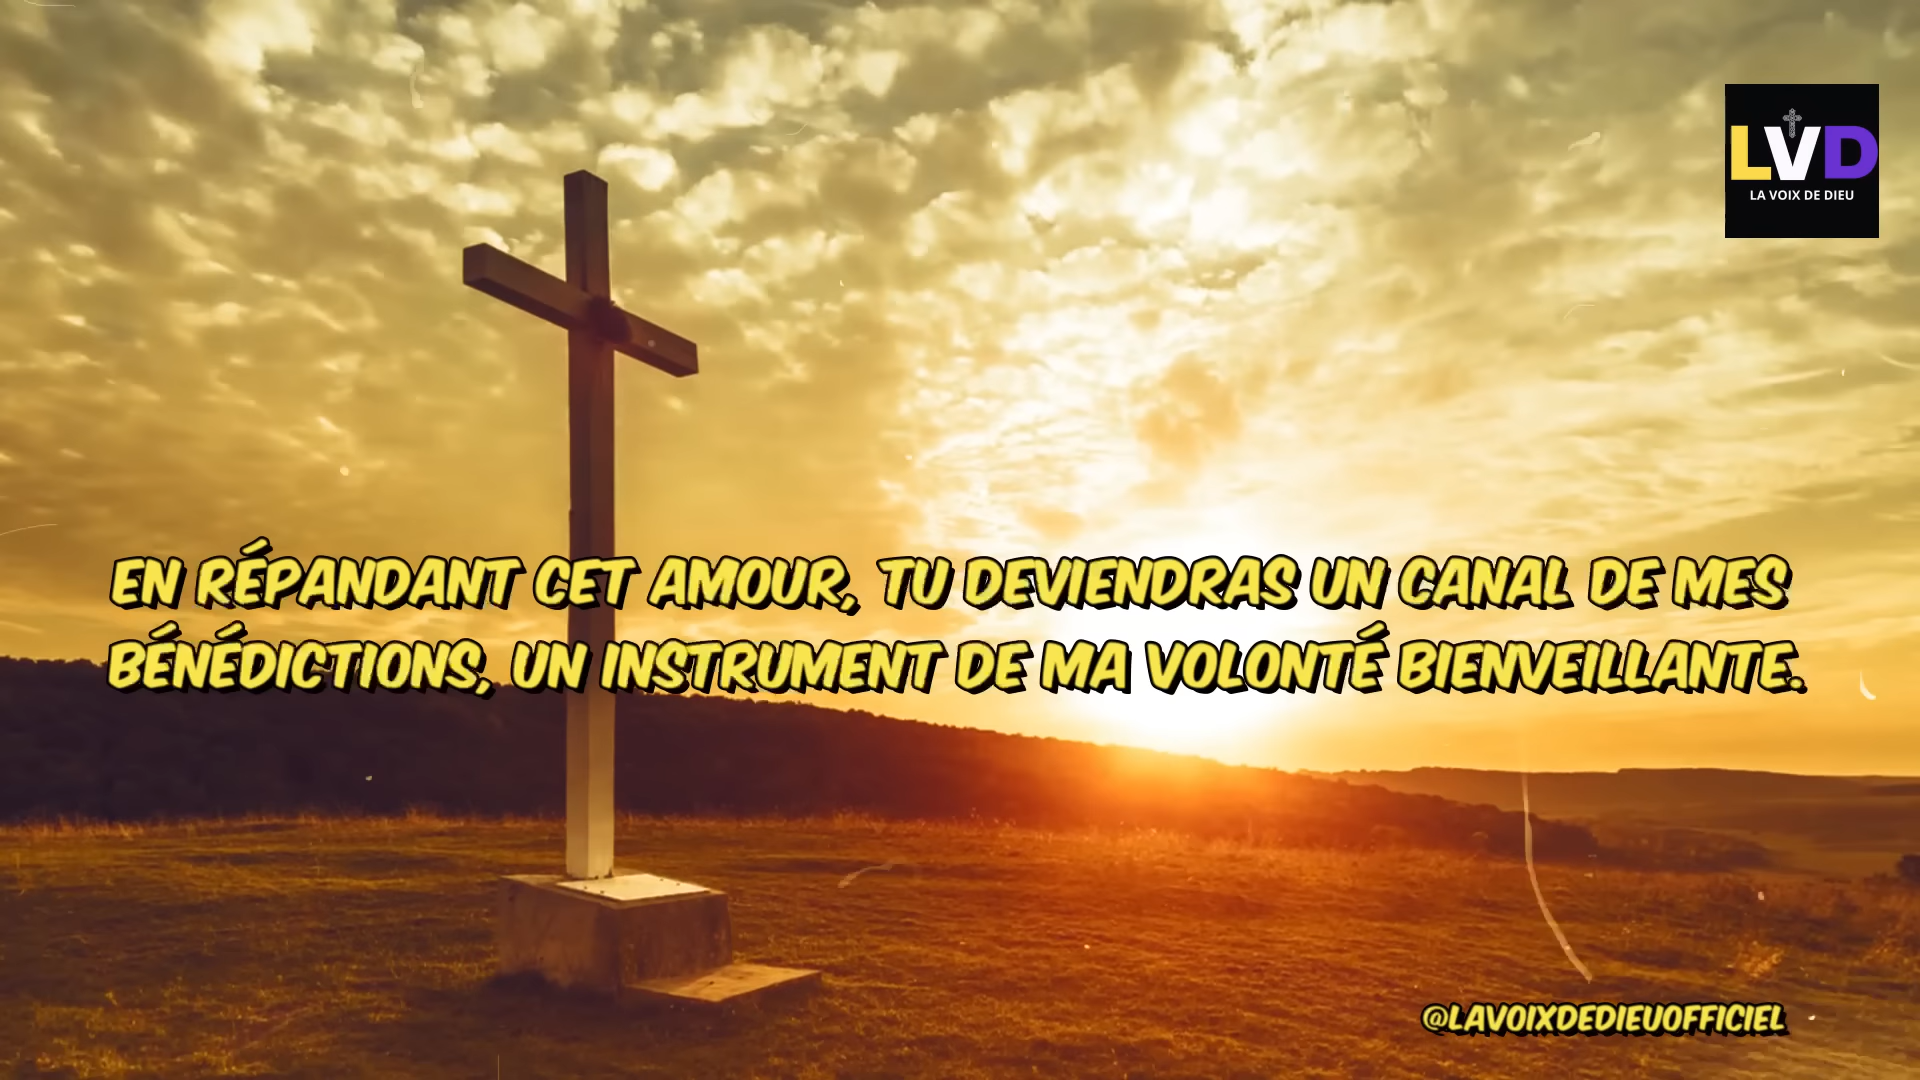 LVD
LA VOIX DE DIEU
EN RÉPANDANT CET AMOUR, TU DEVIENDRAS UN CANAL DE MES
BÉNÉDICTIONS, UN INSTRUMENT DE MA VOLONTÉ BIENVEILLANTE.
@LAVOIXDEDIEUOFFICIEL